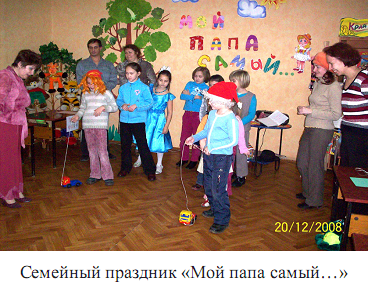 МОЙ
ПАПА
САМЫЙ...
20/12/2008
Семейный праздник «Мой папа самый…»